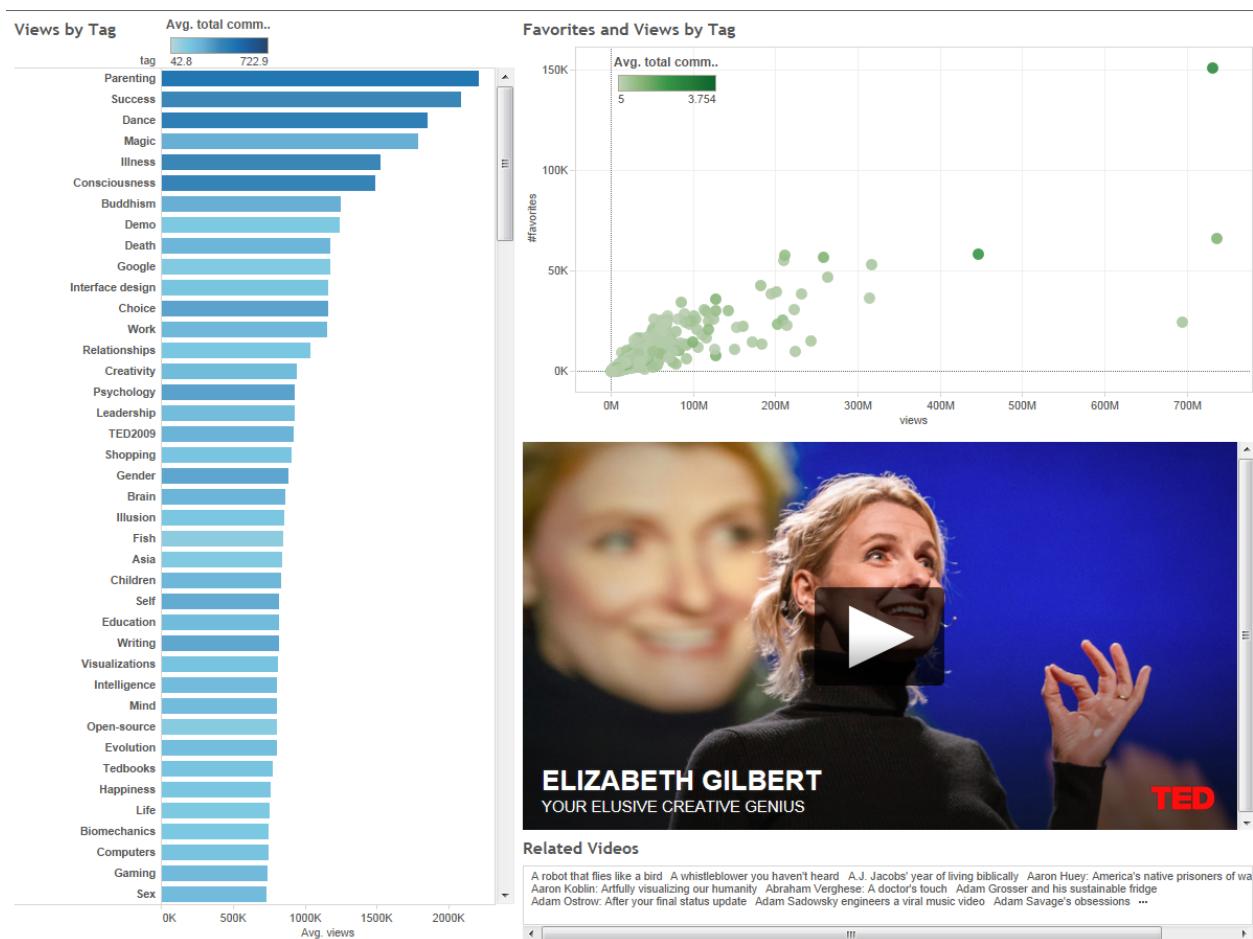 Views by Tag
Avg. total comm..
tag
42.8 722.9
Parenting
Success
Dance
Magic
Illness
Consciousness
Buddhism
Demo
Death
Google
Interface design
Choice
Work
Relationships
Creativity
Psychology
Leadership
TED2009
Shopping
Gender
Brain
Illusion
Fish
Asia
Children
Self
Education
Writing
Visualizations
Intelligence
Mind
Open-source
Evolution
Tedbooks
Happiness
Life
Biomechanics
Computers
Gaming
Sex
0K 500K 1000K 1500K 2000K
Avg. views
Favorites and Views by Tag
Avg. total comm..
5 3.754
150K
100K
50K
0K
#favorites
0M 100M 200M 300M 400M 500M 600M 700M
views
ELIZABETH GILBERT
YOUR ELUSIVE CREATIVE GENIUS
TED
Related Videos
A robot that flies like a bird A whistleblower you haven't heard A.J. Jacobs' year of living biblically Aaron Huey: America's native prisoners of wa
Aaron Koblin: Artfully visualizing our humanity Abraham Verghese: A doctor's touch Adam Grosser and his sustainable fridge
Adam Ostrow: After your final status update Adam Sadowsky engineers a viral music video Adam Savage's obsessions ...